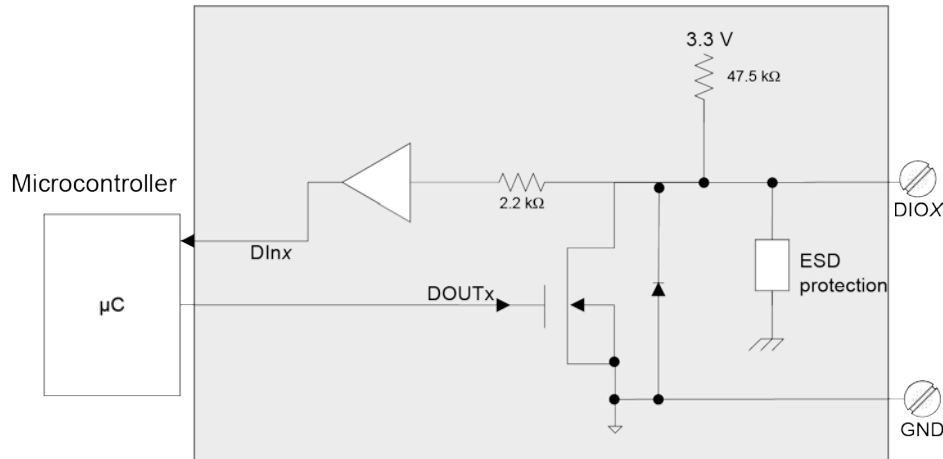 3.3 V
47.5 kΩ
Microcontroller
2.2 kΩ
DIOX
DInx
ESD
protection
DOUTx
µC
GND